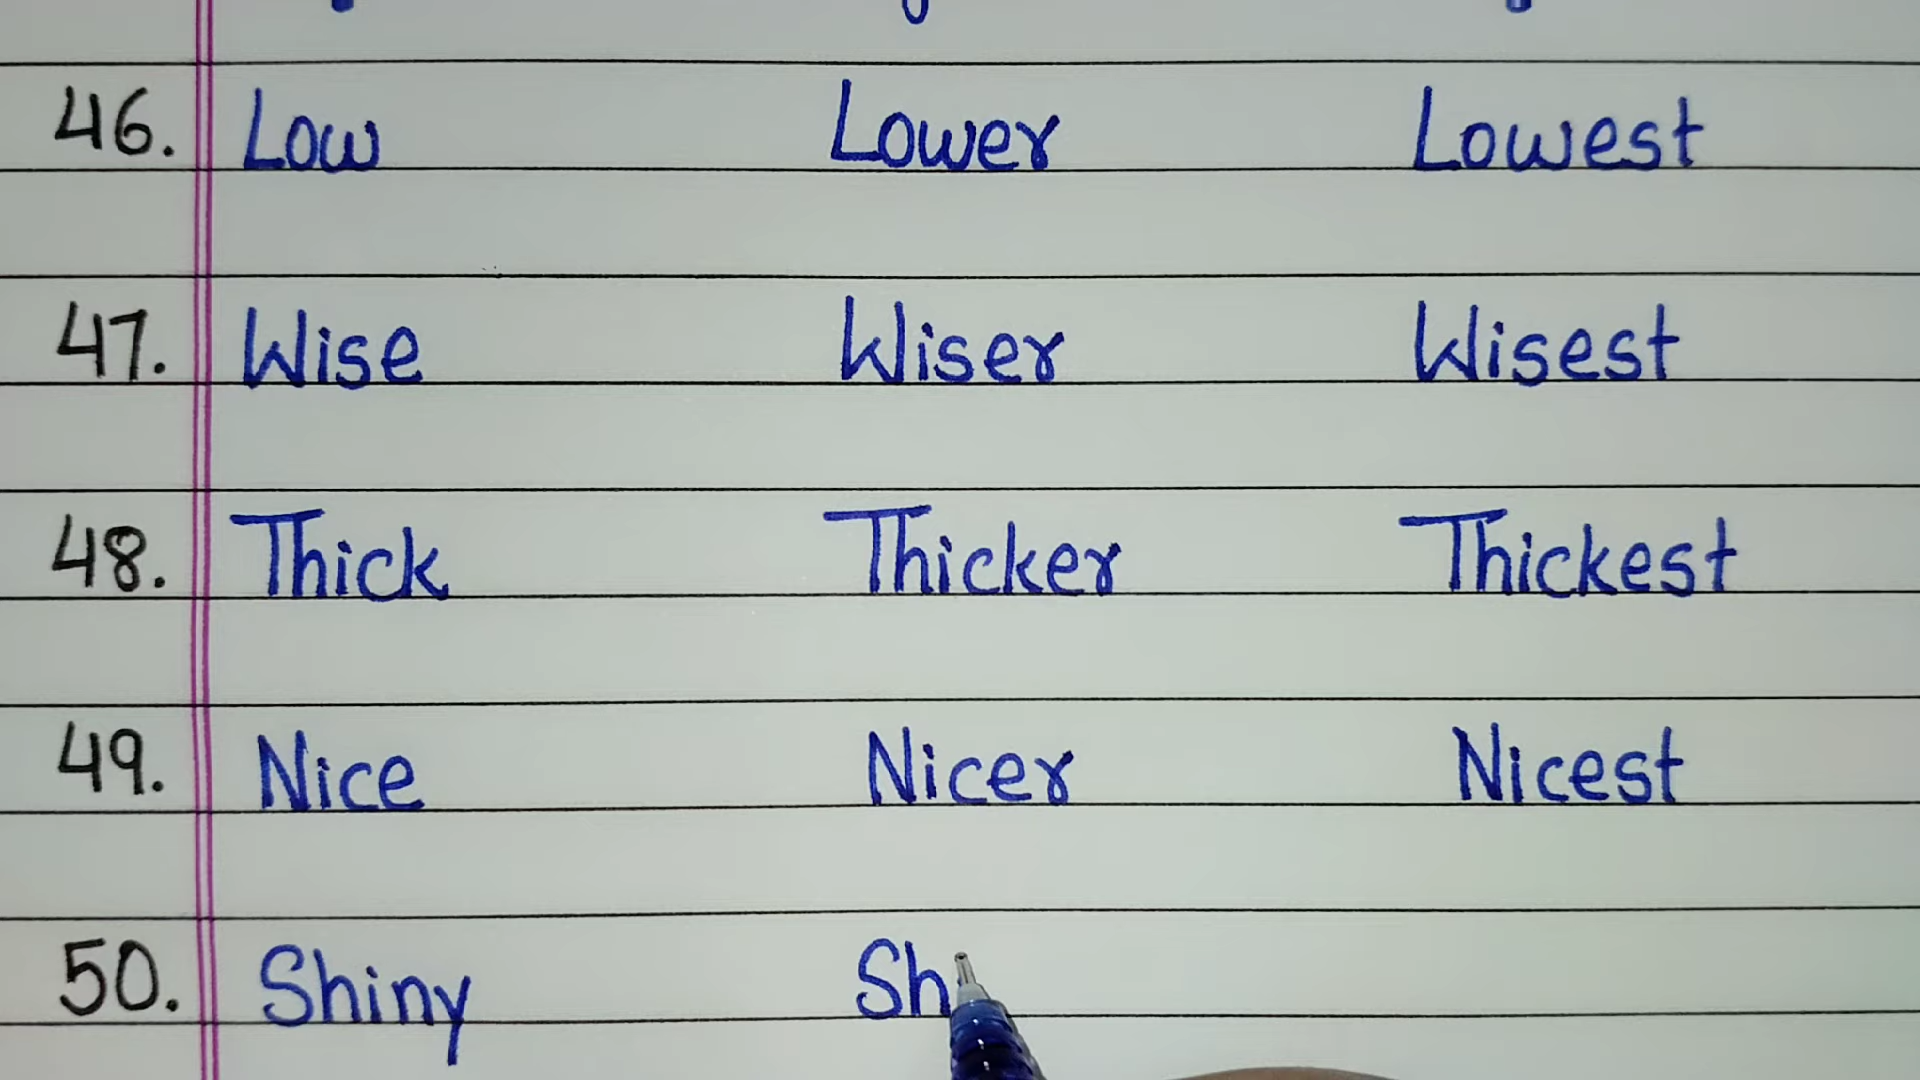 46. Low Lower Lowest
47. Wise Wiser Wisest
48. Thick Thicker Thickest
49. Nice Nicer Nicest
50. Shiny Sh